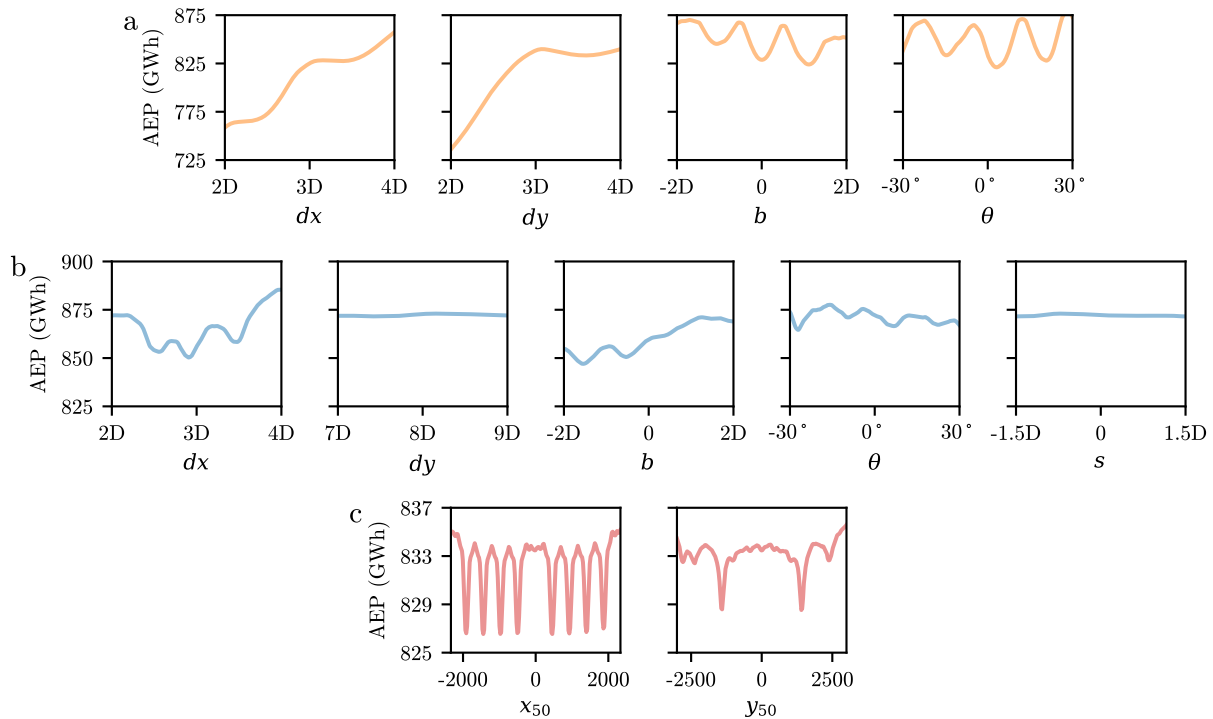 a
AEP (GWh)
875
825
775
725
2D 3D 4D
dx
2D 3D 4D
dy
-2D 0 2D
b
-30° 0° 30°
θ
b
AEP (GWh)
900
875
850
825
2D 3D 4D
dx
7D 8D 9D
dy
-2D 0 2D
b
-30° 0° 30°
θ
-1.5D 0 1.5D
s
c
AEP (GWh)
837
833
829
825
-2000 0 2000
x₅₀
-2500 0 2500
y₅₀